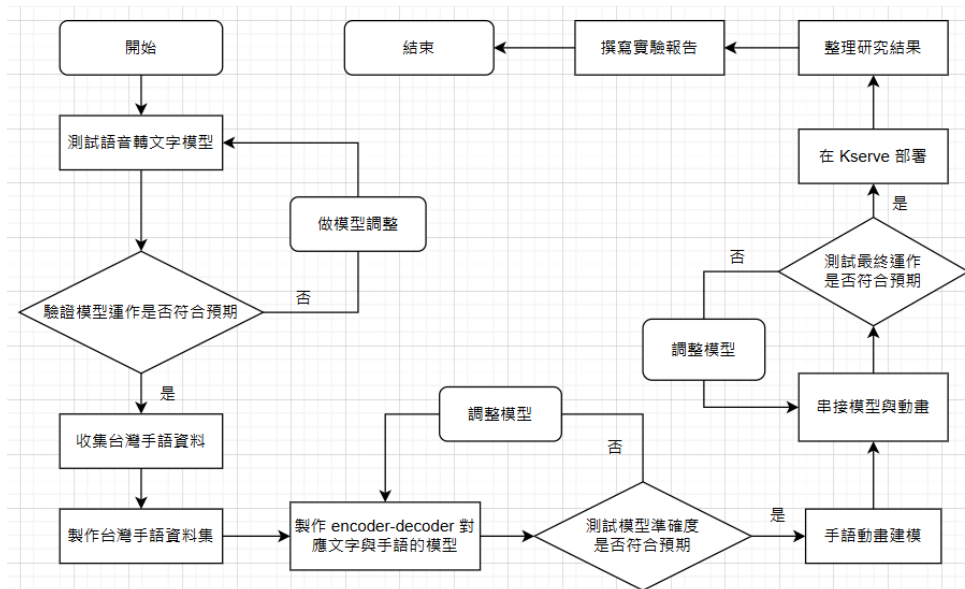 開始
測試語音轉文字模型
做模型調整
驗證模型運作是否符合預期
否
是
收集台灣手語資料
製作台灣手語資料集
製作 encoder-decoder 對
應文字與手語的模型
調整模型
否
測試模型準確度
是否符合預期
是
手語動畫建模
串接模型與動畫
調整模型
否
測試最終運作
是否符合預期
是
在 Kserve 部署
整理研究結果
撰寫實驗報告
結束